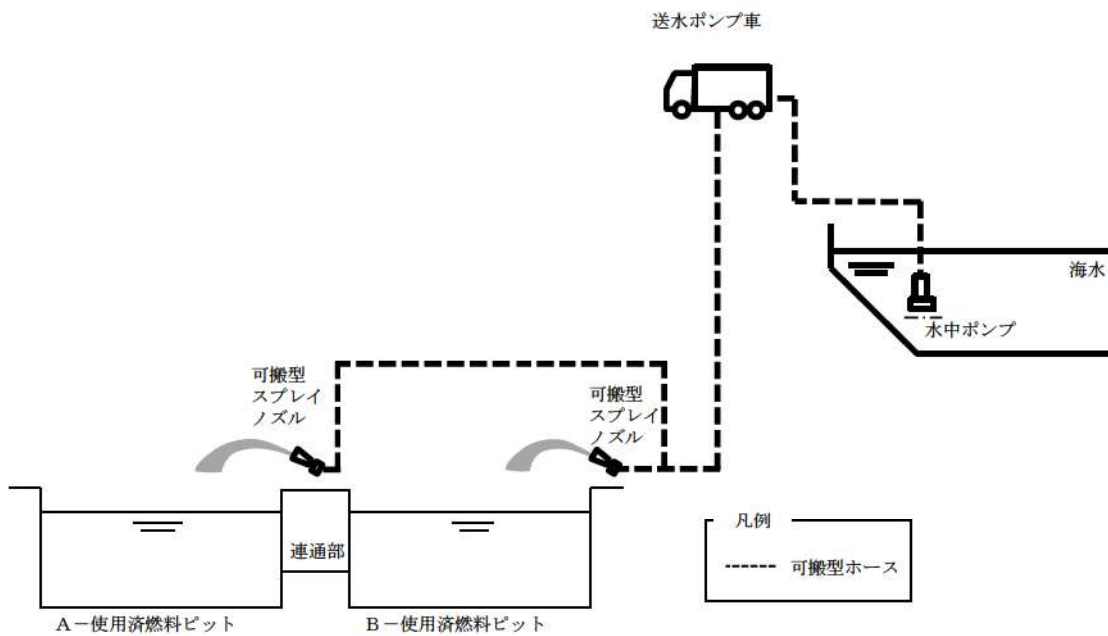 送水ポンプ車
海水
水中ポンプ
可搬型
スプレイ
ノズル
可搬型
スプレイ
ノズル
連通部
凡例
可搬型ホース
A－使用済燃料ピット
B－使用済燃料ピット